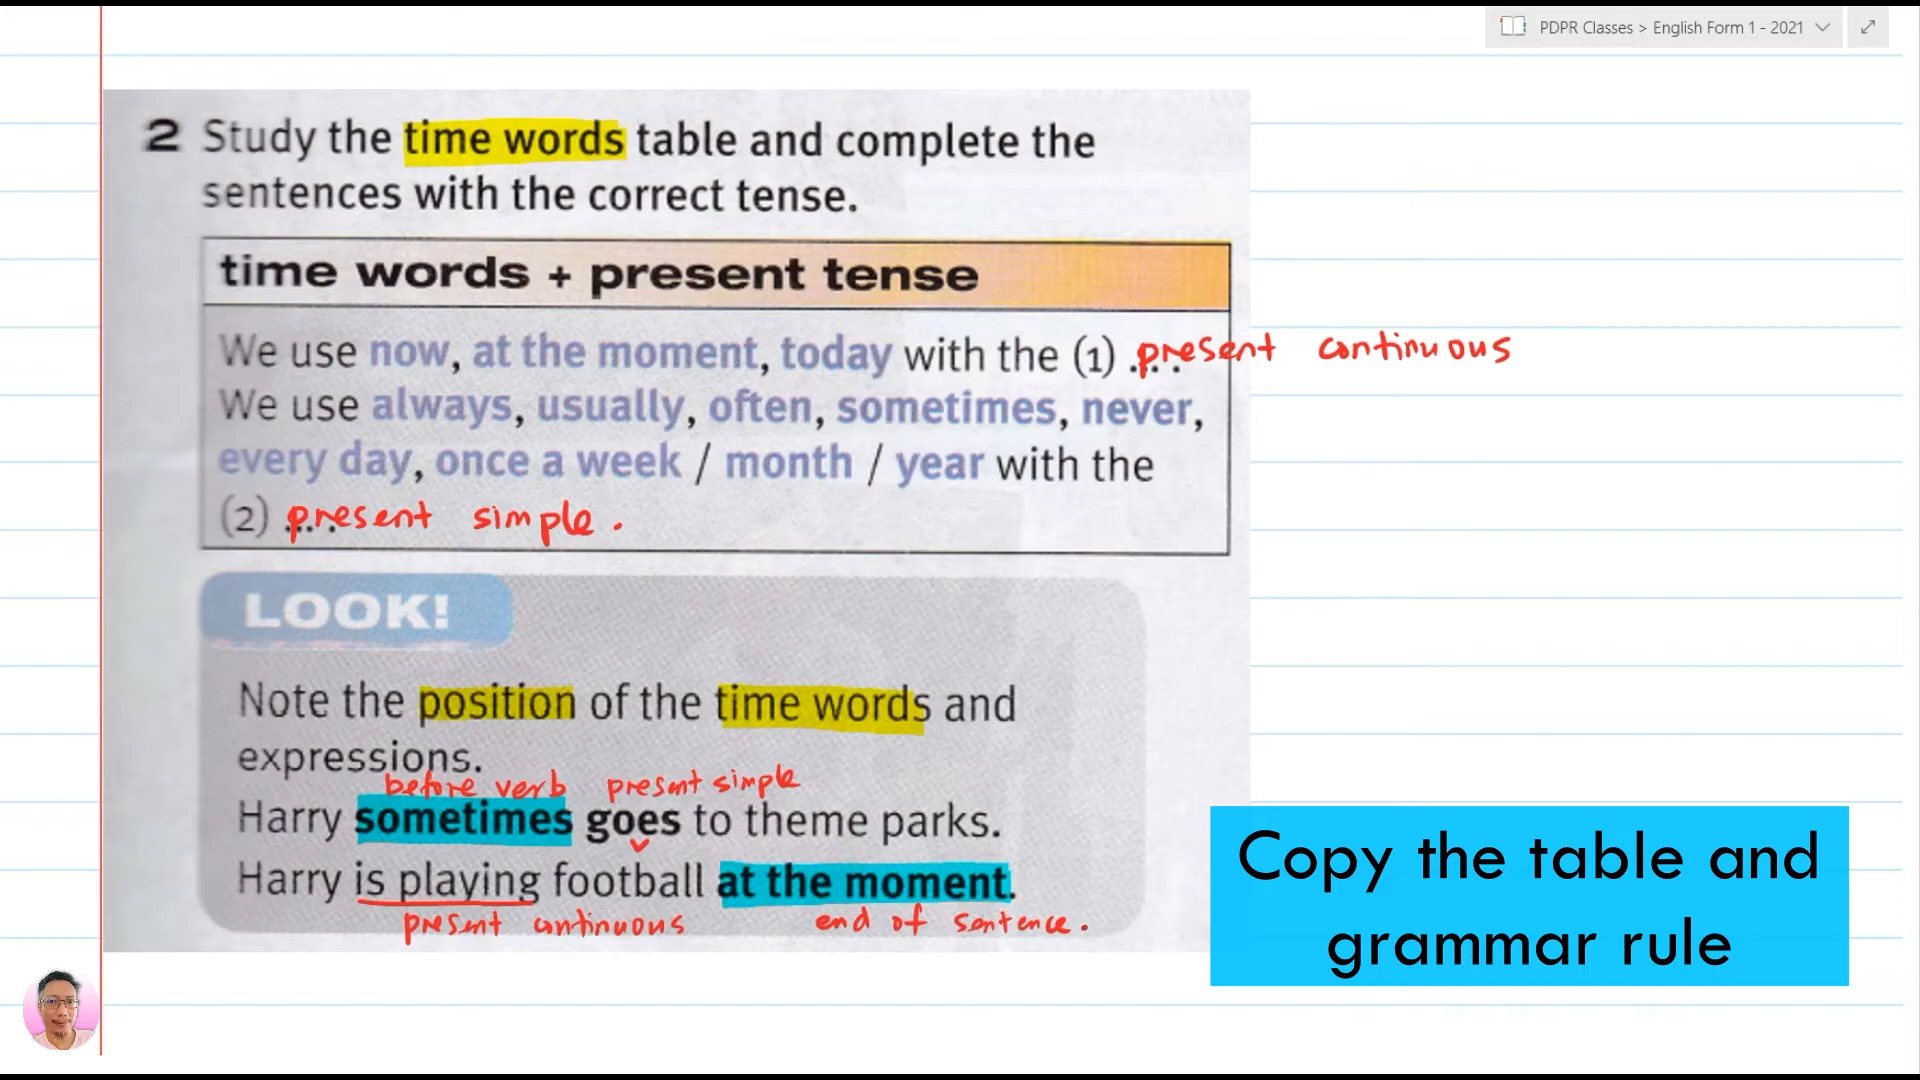 PDPR Classes > English Form 1 - 2021
2 Study the time words table and complete the
sentences with the correct tense.
time words + present tense
We use now, at the moment, today with the (1) .... present continuous
We use always, usually, often, sometimes, never,
every day, once a week / month / year with the
(2) .... present simple.
LOOK!
Note the position of the time words and
expressions.
before verb present simple
Harry sometimes goes to theme parks.
Harry is playing football at the moment.
present continuous end of sentence.
Copy the table and
grammar rule